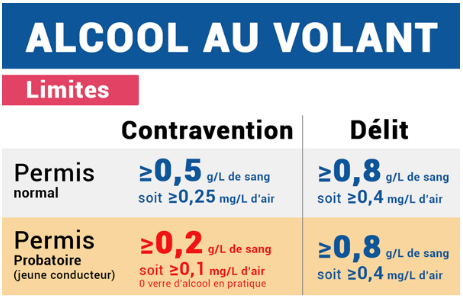 ALCOOL AU VOLANT
Limites
Contravention Délit
Permis
normal
≥0,5 g/L de sang
soit ≥0,25 mg/L d'air
≥0,8 g/L de sang
soit ≥0,4 mg/L d'air
Permis
Probatoire
(jeune conducteur)
≥0,2 g/L de sang
soit ≥0,1 mg/L d'air
0 verre d'alcool en pratique
≥0,8 g/L de sang
soit ≥0,4 mg/L d'air